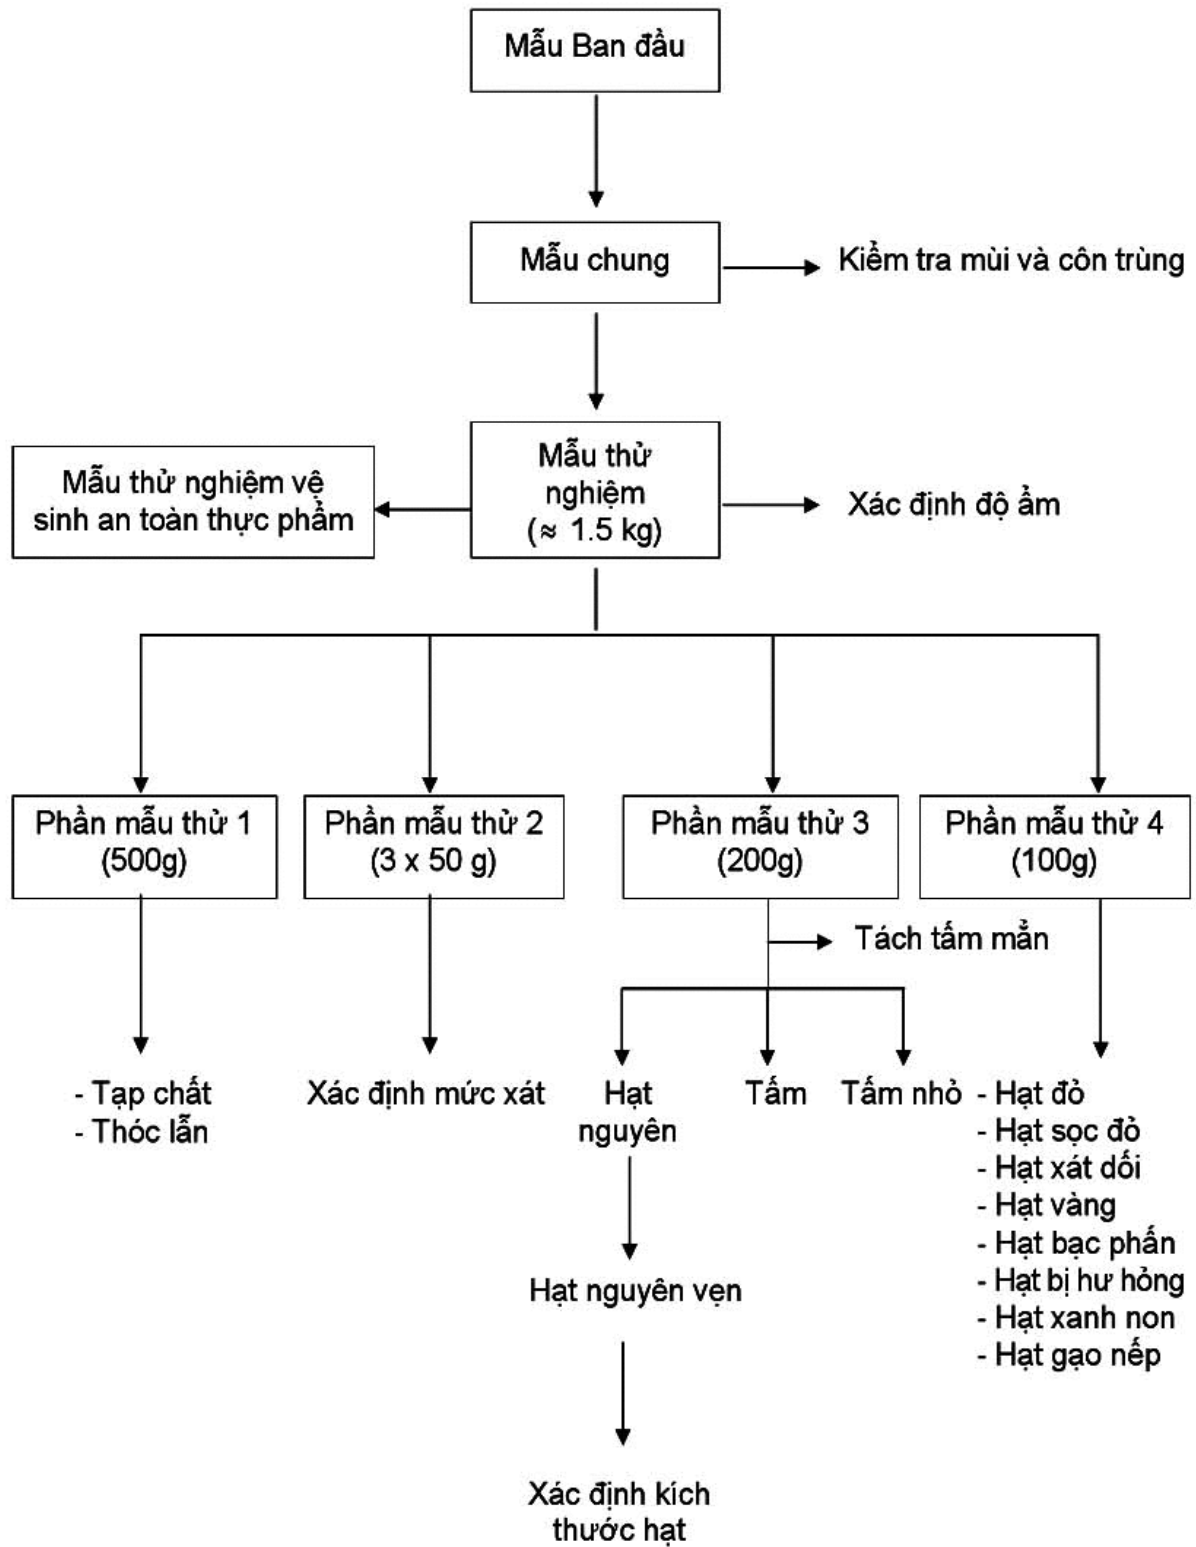 Mẫu Ban đầu
Mẫu chung
Kiểm tra mùi và côn trùng
Mẫu thử
nghiệm
(≈ 1.5 kg)
Mẫu thử nghiệm vệ
sinh an toàn thực phẩm
Xác định độ ẩm
Phần mẫu thử 1
(500g)
Phần mẫu thử 2
(3 x 50 g)
Phần mẫu thử 3
(200g)
Phần mẫu thử 4
(100g)
Tách tấm mẳn
- Tạp chất
- Thóc lẫn
Xác định mức xát
Hạt
nguyên
Tấm
Tấm nhỏ
- Hạt đỏ
- Hạt sọc đỏ
- Hạt xát dối
- Hạt vàng
- Hạt bạc phấn
- Hạt bị hư hỏng
- Hạt xanh non
- Hạt gạo nếp
Hạt nguyên vẹn
Xác định kích
thước hạt